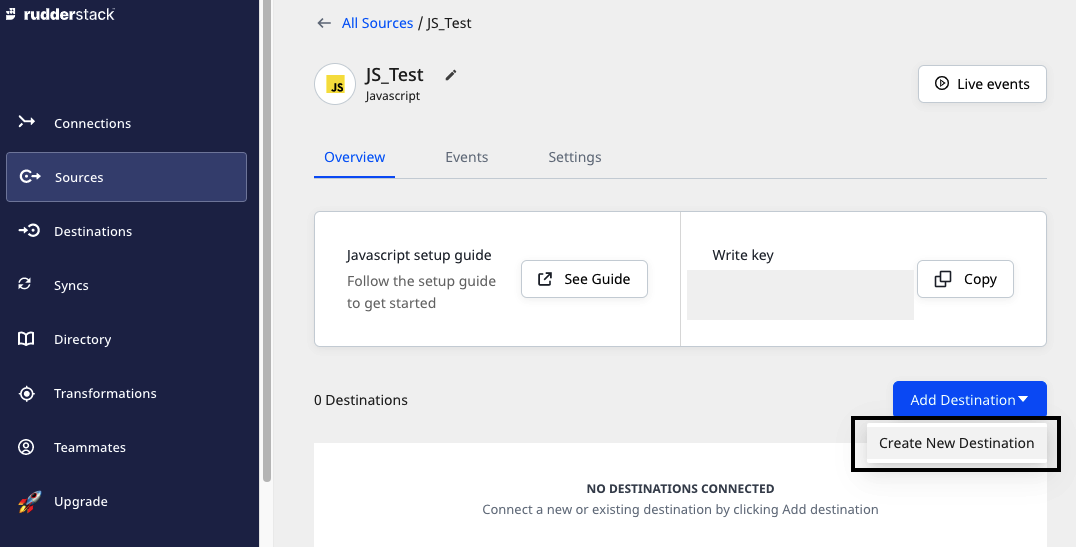 rudderstack
Connections
Sources
Destinations
Syncs
Directory
Transformations
Teammates
Upgrade
All Sources / JS_Test
JS
JS_Test
Javascript
Live events
Overview
Events
Settings
Javascript setup guide
Follow the setup guide
to get started
See Guide
Write key
Copy
0 Destinations
Add Destination
Create New Destination
NO DESTINATIONS CONNECTED
Connect a new or existing destination by clicking Add destination